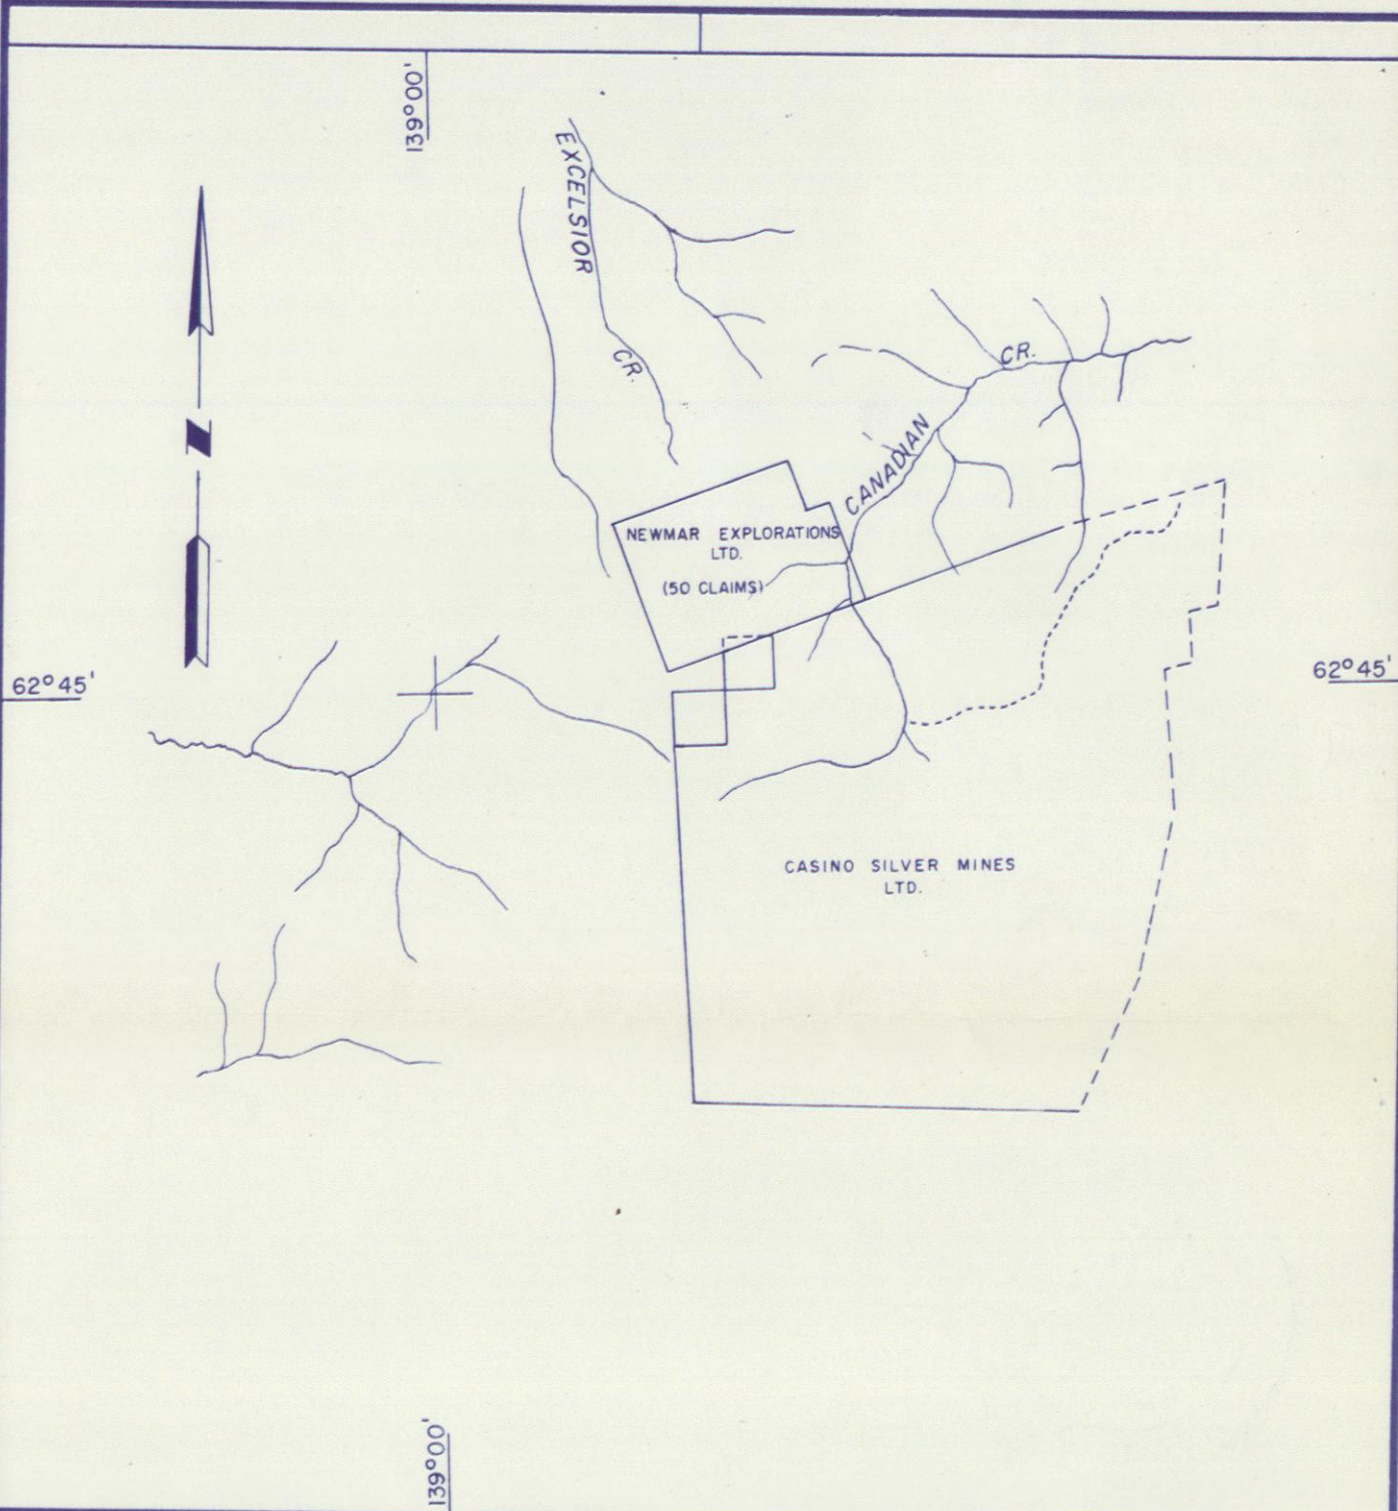 139°00'
EXCELSIOR
CR.
CR.
CANADIAN
N
NEWMAR EXPLORATIONS
LTD.
(50 CLAIMS)
62°45'
62°45'
CASINO SILVER MINES
LTD.
139°00'